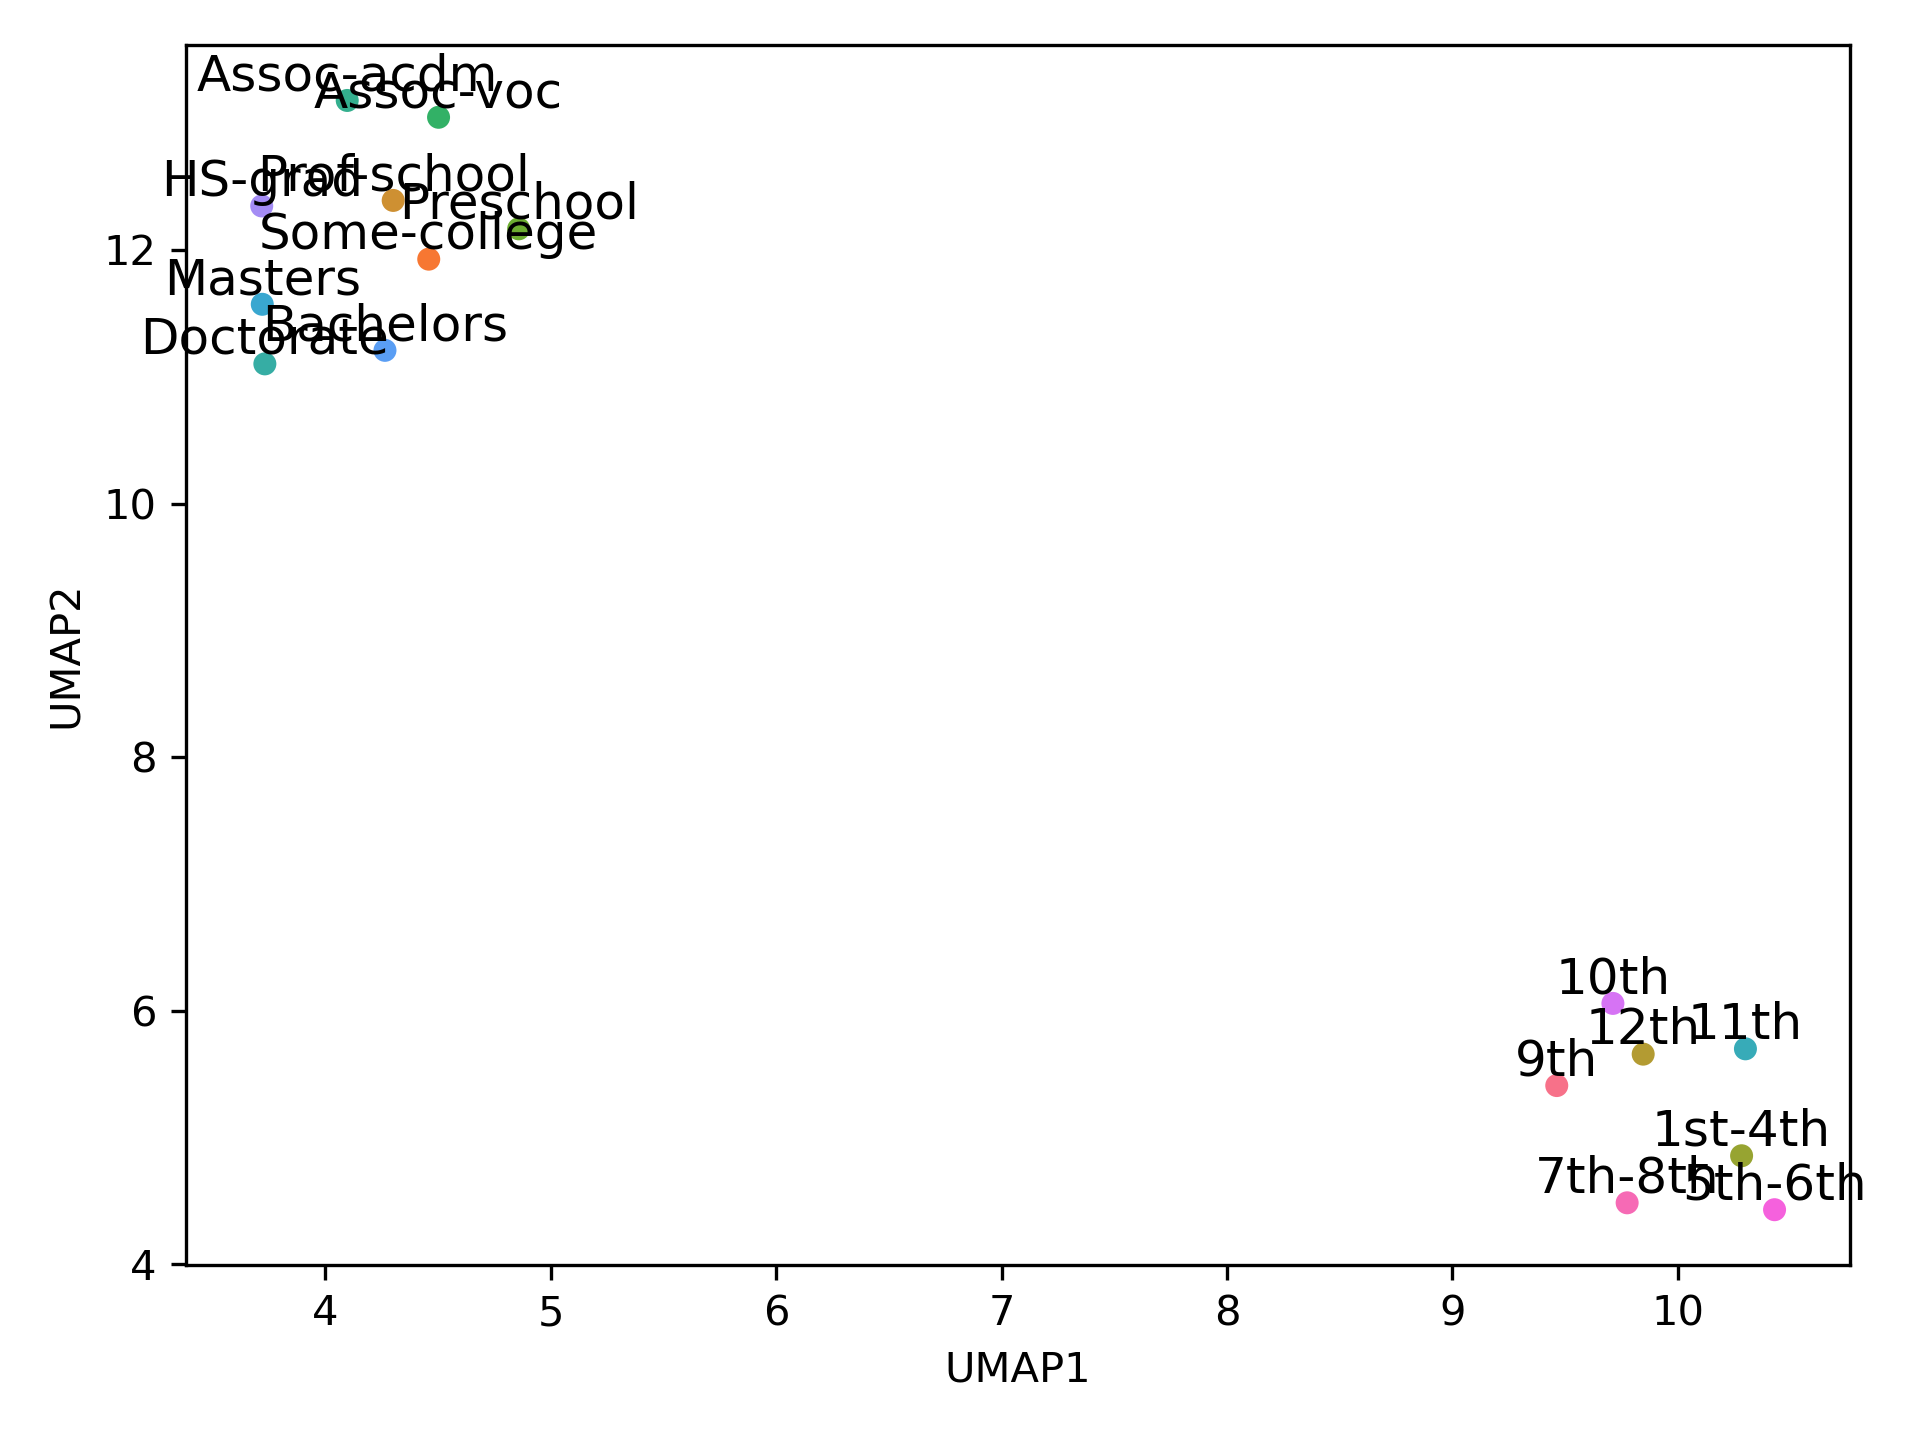 Assoc-acdm
Assoc-voc
Prof-school
HS-grad
Preschool
Some-college
12
Masters
Bachelors
Doctorate
10
UMAP2
8
10th
6
11th
12th
9th
1st-4th
7th-8th
5th-6th
4
4 5 6 7 8 9 10
UMAP1